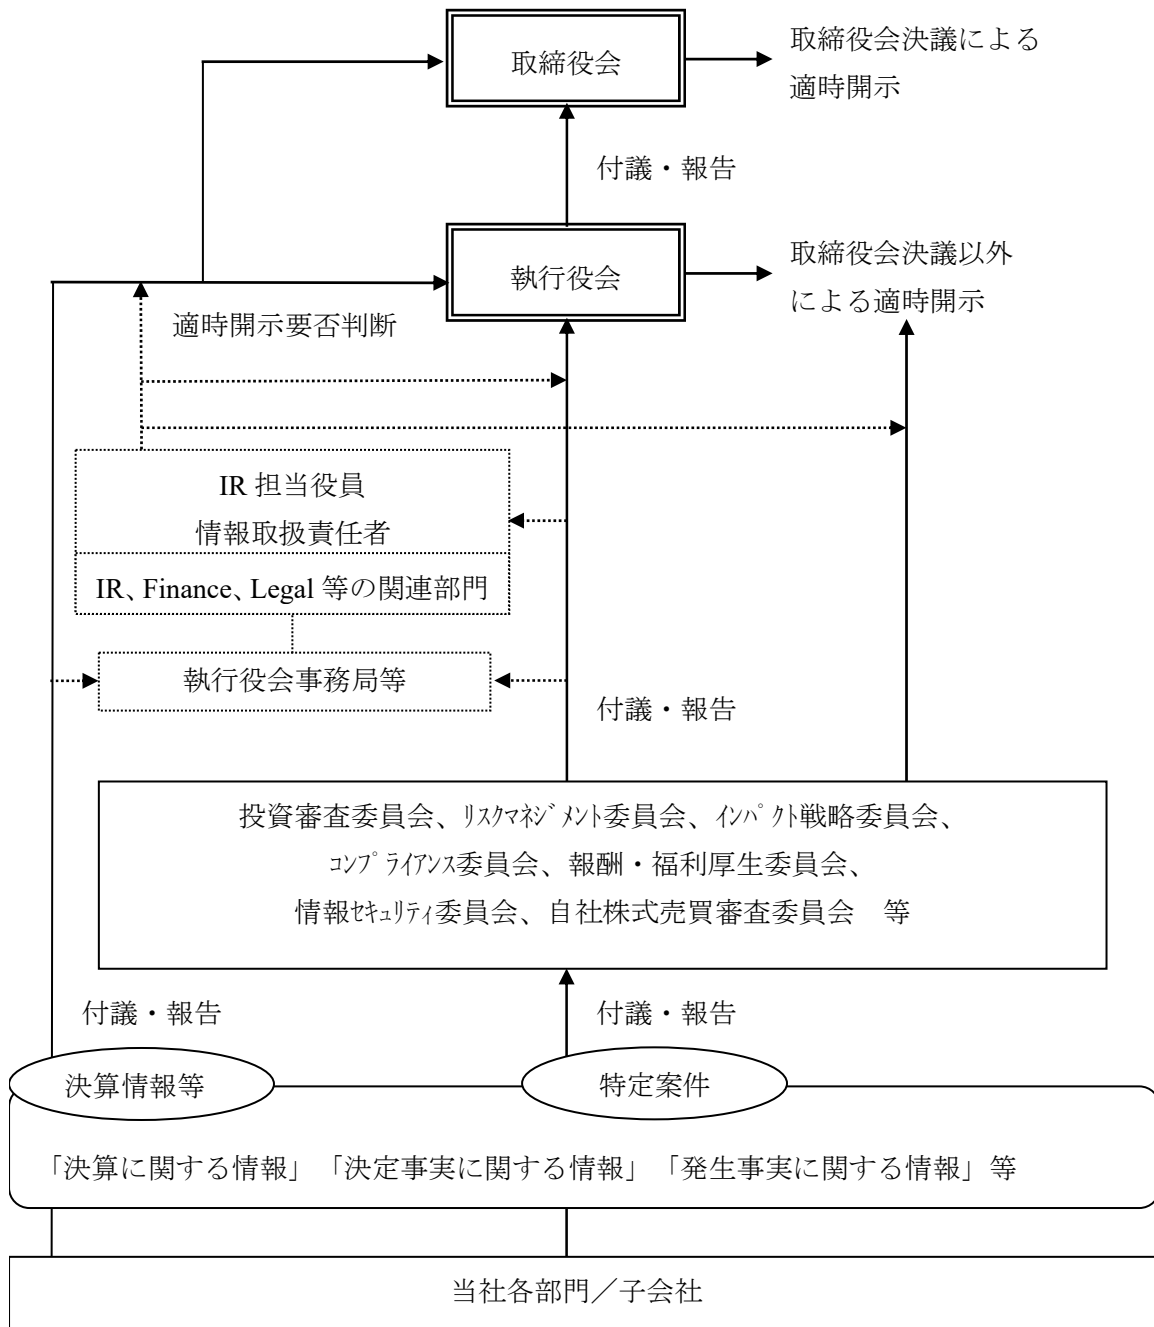 取締役会
取締役会決議による
適時開示
付議・報告
執行役会
取締役会決議以外
による適時開示
適時開示要否判断
IR 担当役員
情報取扱責任者
IR、Finance、Legal 等の関連部門
執行役会事務局等
付議・報告
投資審査委員会、ﾘｽｸﾏﾈｼﾞﾒﾝﾄ委員会、ｲﾝﾊﾟｸﾄ戦略委員会、
ｺﾝﾌﾟﾗｲｱﾝｽ委員会、報酬・福利厚生委員会、
情報ｾｷｭﾘﾃｨ委員会、自社株式売買審査委員会　等
付議・報告
付議・報告
決算情報等
特定案件
「決算に関する情報」「決定事実に関する情報」「発生事実に関する情報」等
当社各部門／子会社